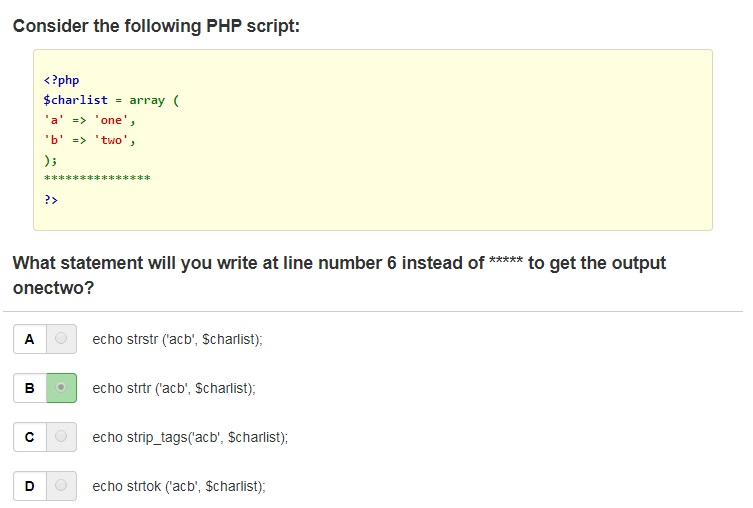 Consider the following PHP script:
<?php
$charlist = array (
'a' => 'one',
'b' => 'two',
);
***************
?>
What statement will you write at line number 6 instead of ***** to get the output
onectwo?
A echo strstr ('acb', $charlist);
B echo strtr ('acb', $charlist);
C echo strip_tags('acb', $charlist);
D echo strtok ('acb', $charlist);